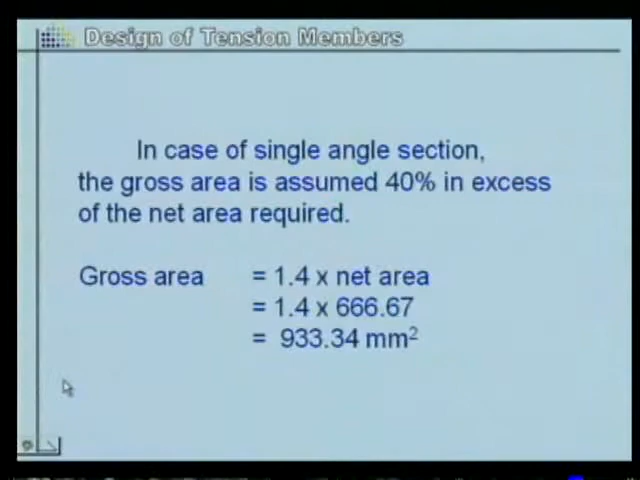 Design of Tension Members
In case of single angle section,
the gross area is assumed 40% in excess
of the net area required.
Gross area = 1.4 x net area
= 1.4 x 666.67
= 933.34 mm²